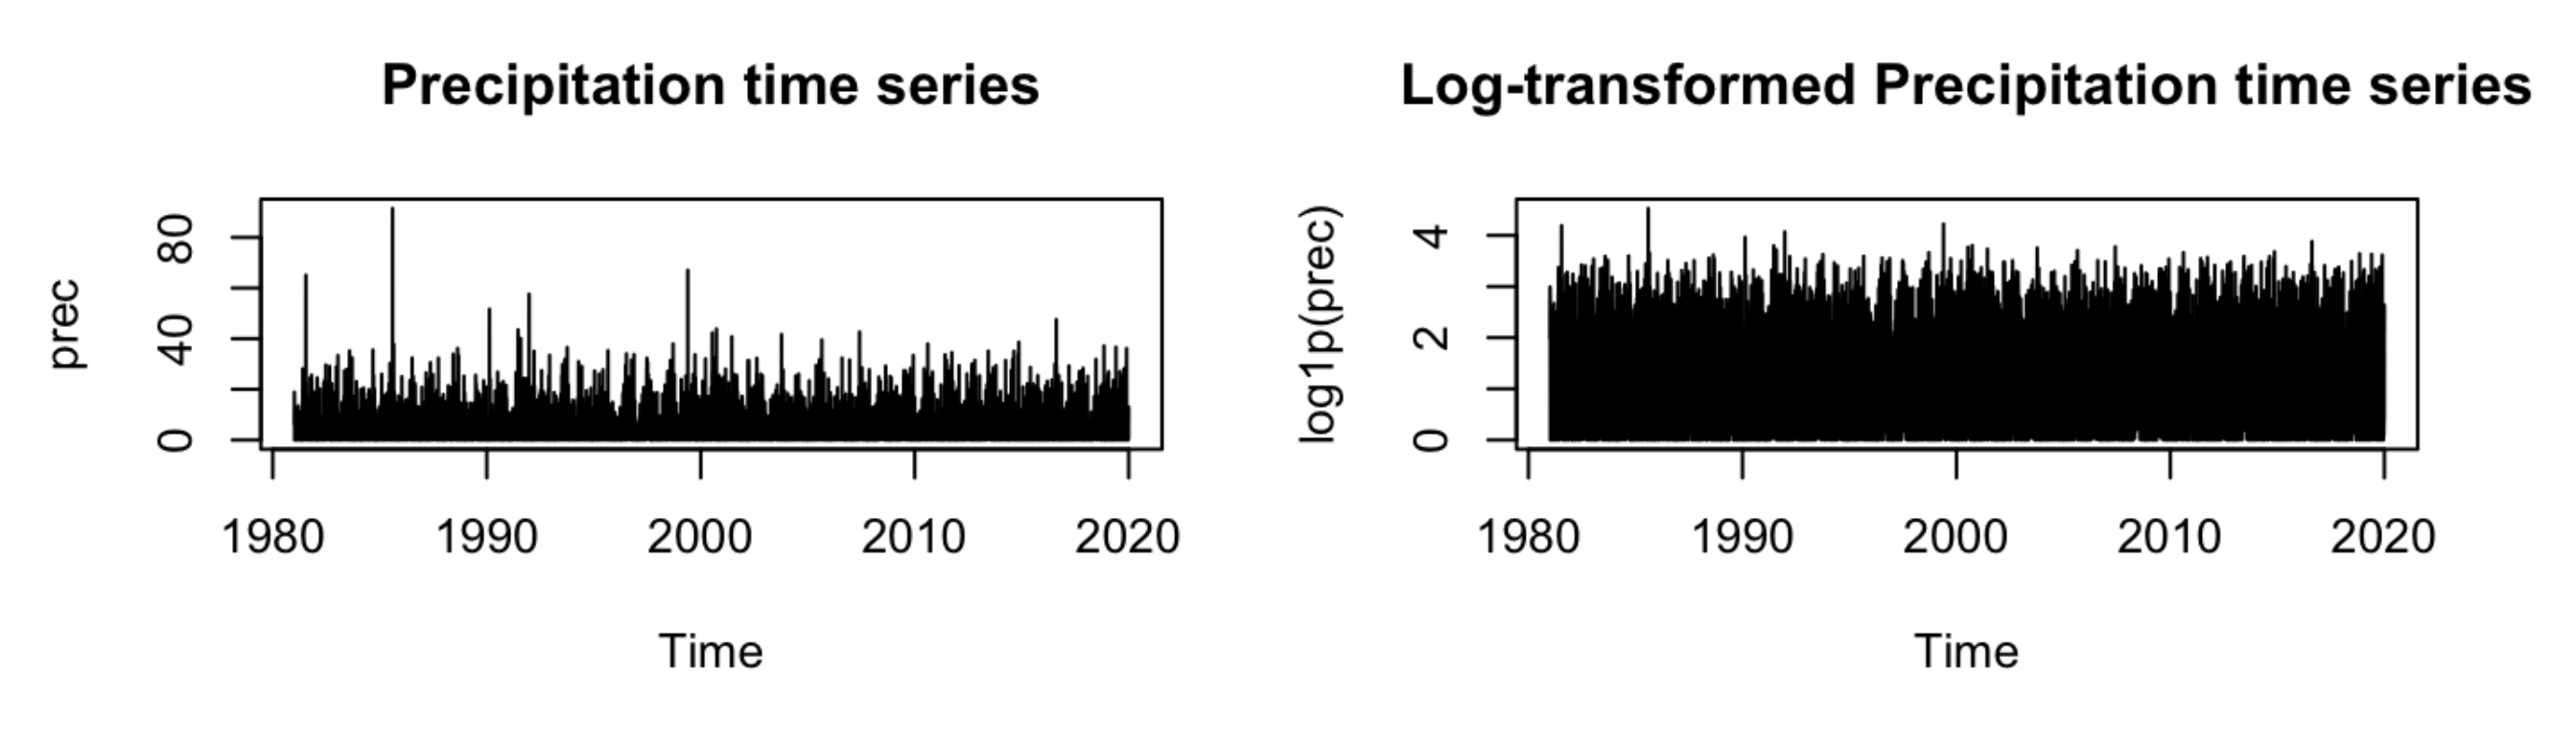 Precipitation time series
prec
80
40
0
1980 1990 2000 2010 2020
Time
Log-transformed Precipitation time series
log1p(prec)
4
2
0
1980 1990 2000 2010 2020
Time